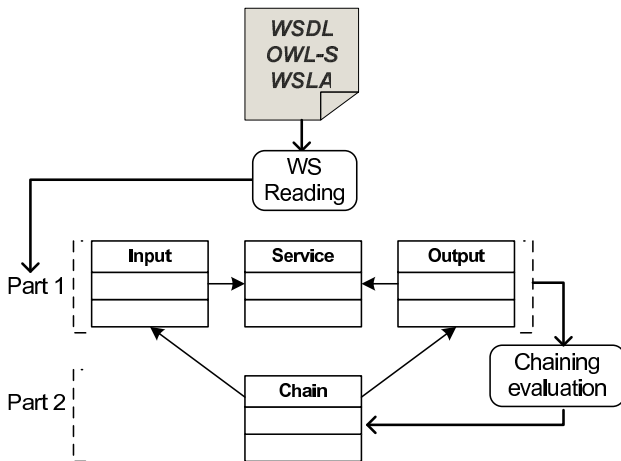 WSDL
OWL-S
WSLA
WS
Reading
Input
Service
Output
Part 1
Chaining
evaluation
Part 2
Chain